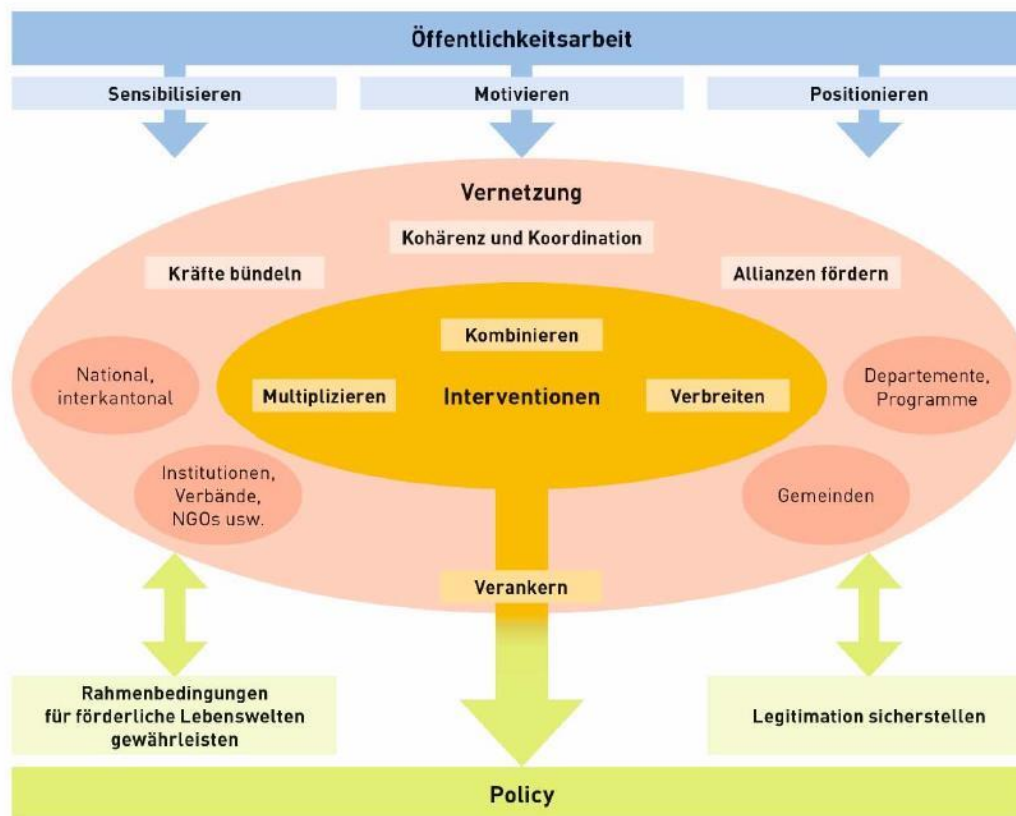 Öffentlichkeitsarbeit
Sensibilisieren
Motivieren
Positionieren
Vernetzung
Kohärenz und Koordination
Kräfte bündeln
Allianzen fördern
Kombinieren
National,
interkantonal
Multiplizieren
Interventionen
Verbreiten
Departemente,
Programme
Institutionen,
Verbände,
NGOs usw.
Gemeinden
Verankern
Rahmenbedingungen
für förderliche Lebenswelten
gewährleisten
Legitimation sicherstellen
Policy